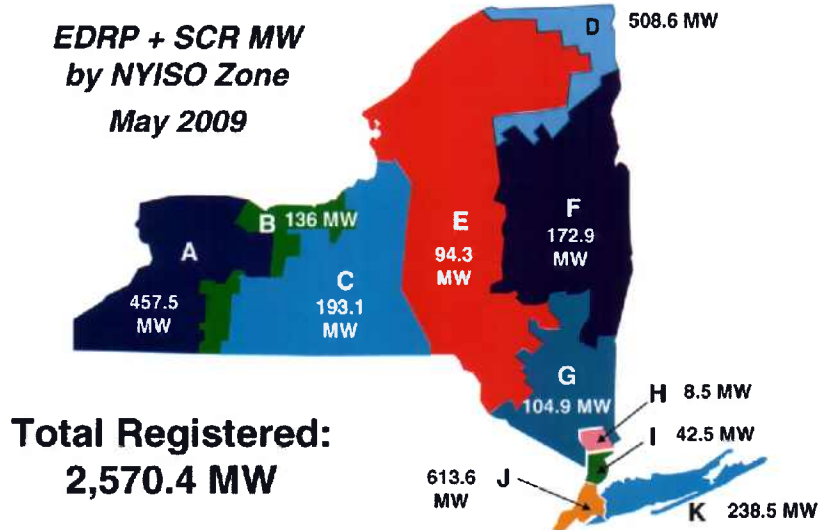 EDRP + SCR MW
by NYISO Zone
May 2009
D 508.6 MW
B 136 MW
A
457.5
MW
C
193.1
MW
E
94.3
MW
F
172.9
MW
G
104.9 MW
H 8.5 MW
I 42.5 MW
J
613.6
MW
K 238.5 MW
Total Registered:
2,570.4 MW